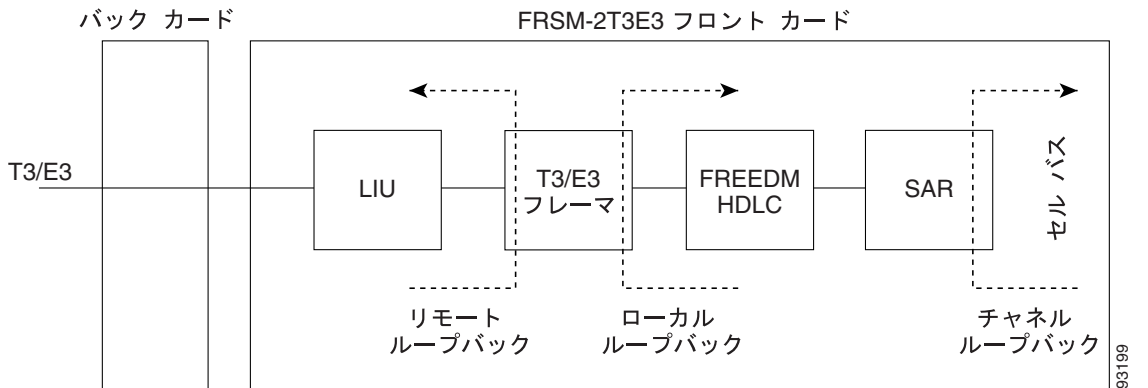 バック カード
FRSM-2T3E3 フロント カード
T3/E3
LIU
T3/E3
フレーマ
FREEDM
HDLC
SAR
セル バス
リモート
ループバック
ローカル
ループバック
チャネル
ループバック
93199